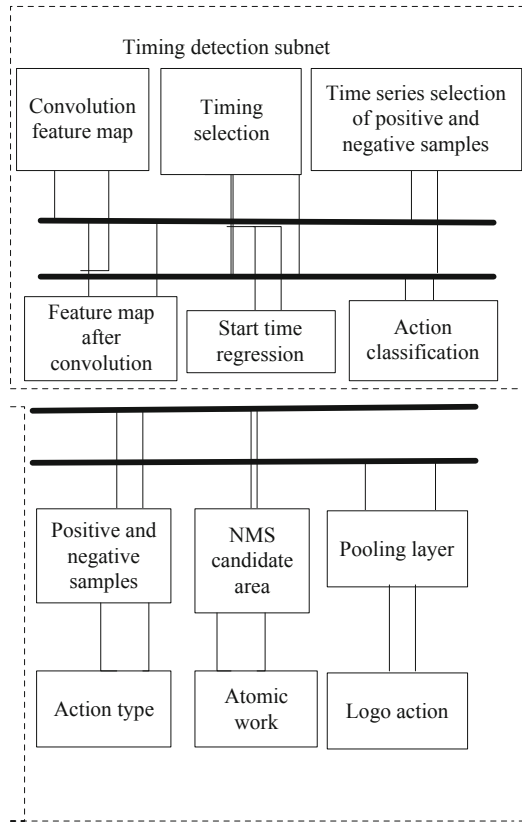 Timing detection subnet
Convolution
feature map
Timing
selection
Time series selection
of positive and
negative samples
Feature map
after
convolution
Start time
regression
Action
classification
Positive and
negative
samples
NMS
candidate
area
Pooling layer
Action type
Atomic
work
Logo action